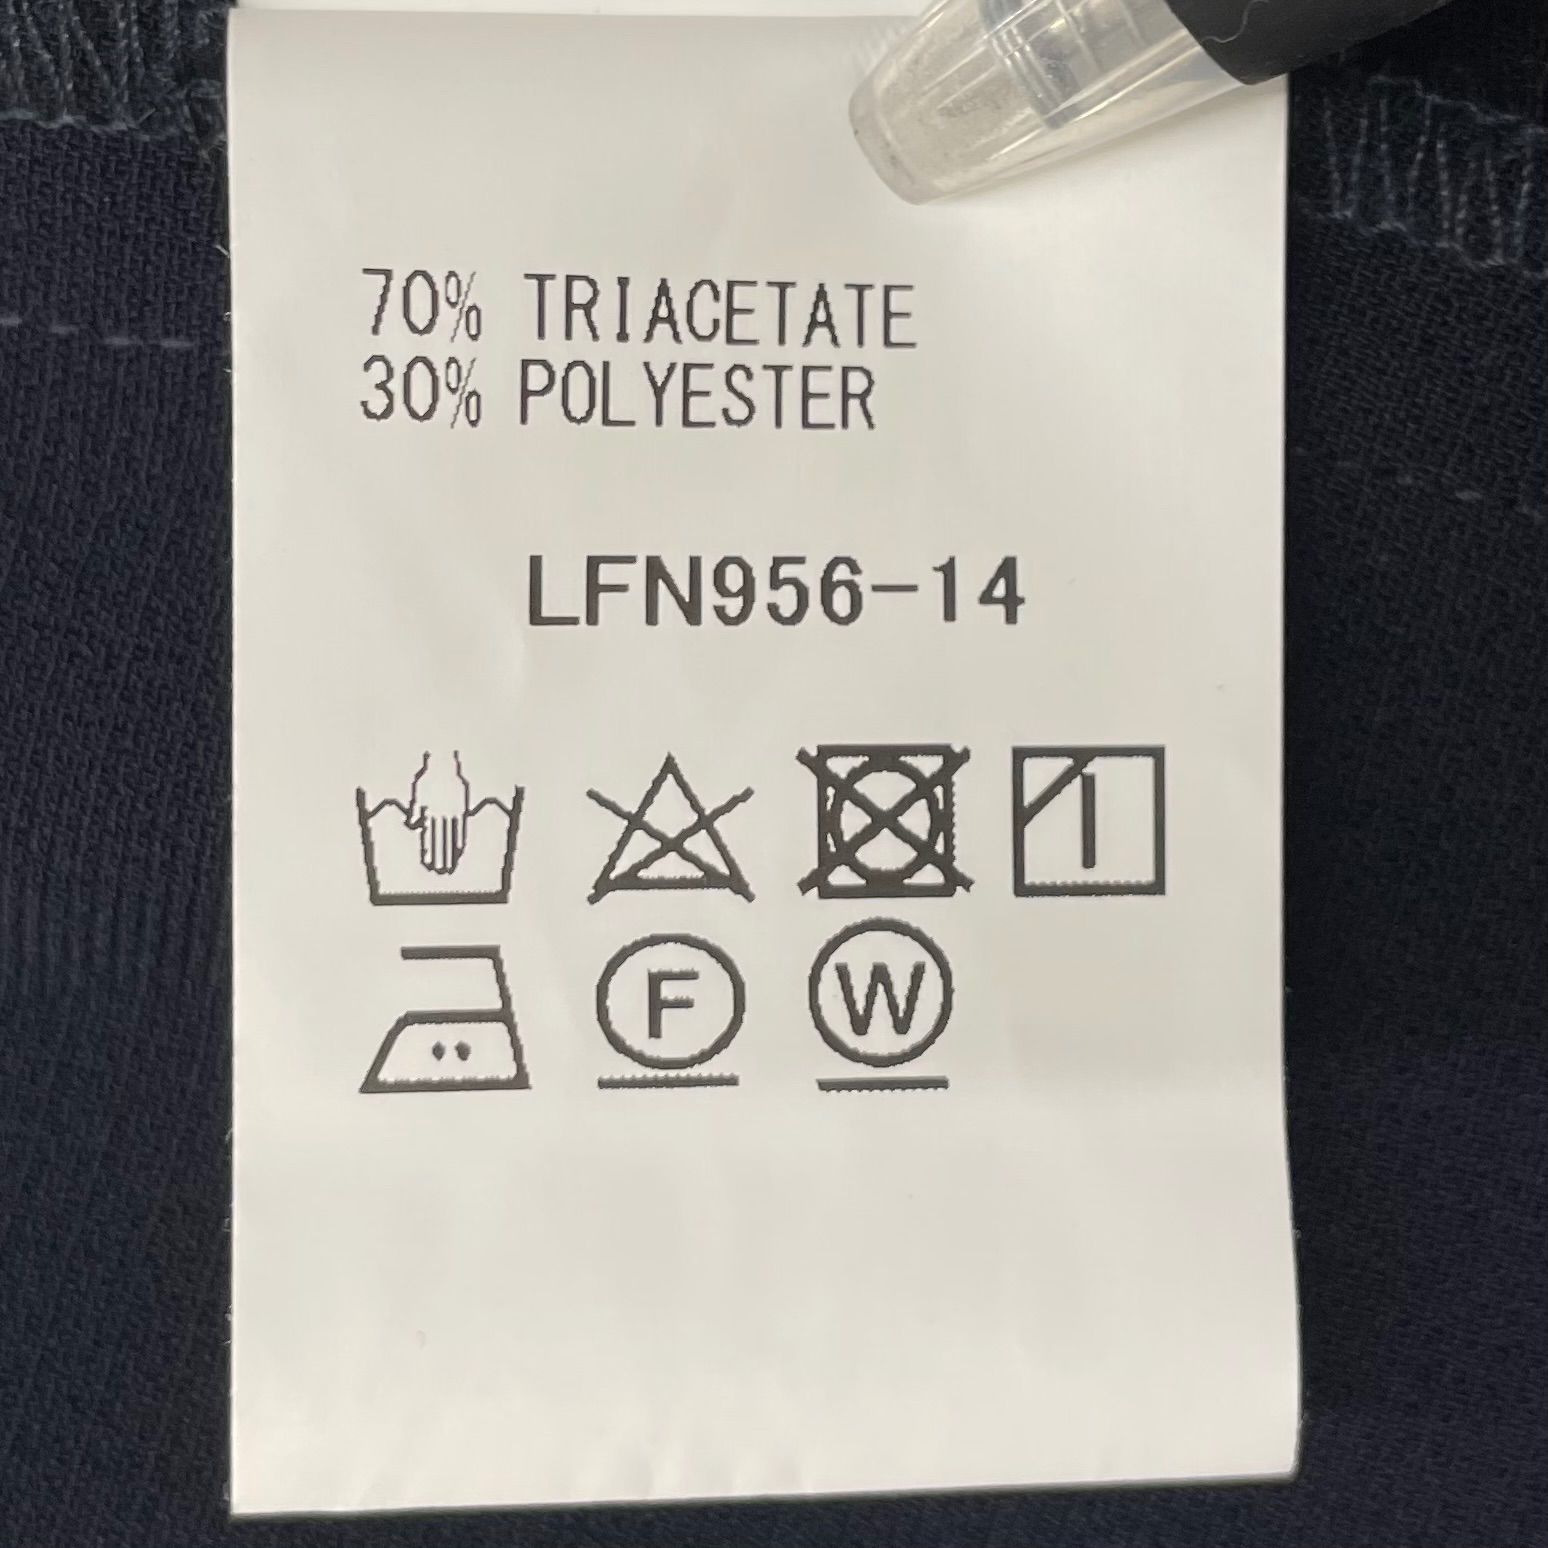 70% TRIACETATE
30% POLYESTER
LFN956-14
F W